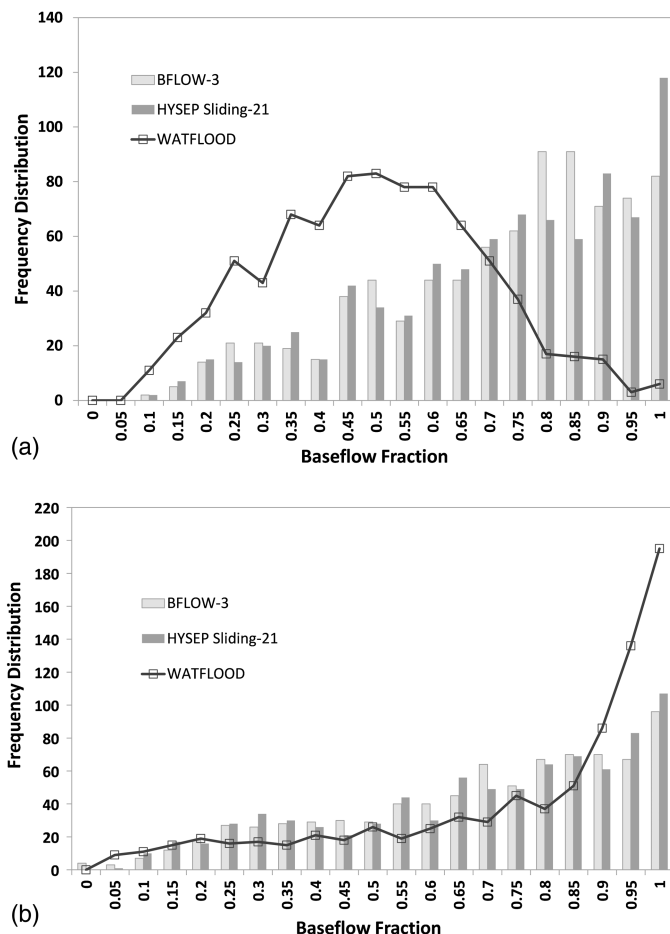 140
120
100
80
60
40
20
0
Frequency Distribution
BFLOW-3
HYSEP Sliding-21
WATFLOOD
0 0.05 0.1 0.15 0.2 0.25 0.3 0.35 0.4 0.45 0.5 0.55 0.6 0.65 0.7 0.75 0.8 0.85 0.9 0.95 1
Baseflow Fraction
(a)
220
200
180
160
140
120
100
80
60
40
20
0
Frequency Distribution
BFLOW-3
HYSEP Sliding-21
WATFLOOD
0 0.05 0.1 0.15 0.2 0.25 0.3 0.35 0.4 0.45 0.5 0.55 0.6 0.65 0.7 0.75 0.8 0.85 0.9 0.95 1
Baseflow Fraction
(b)